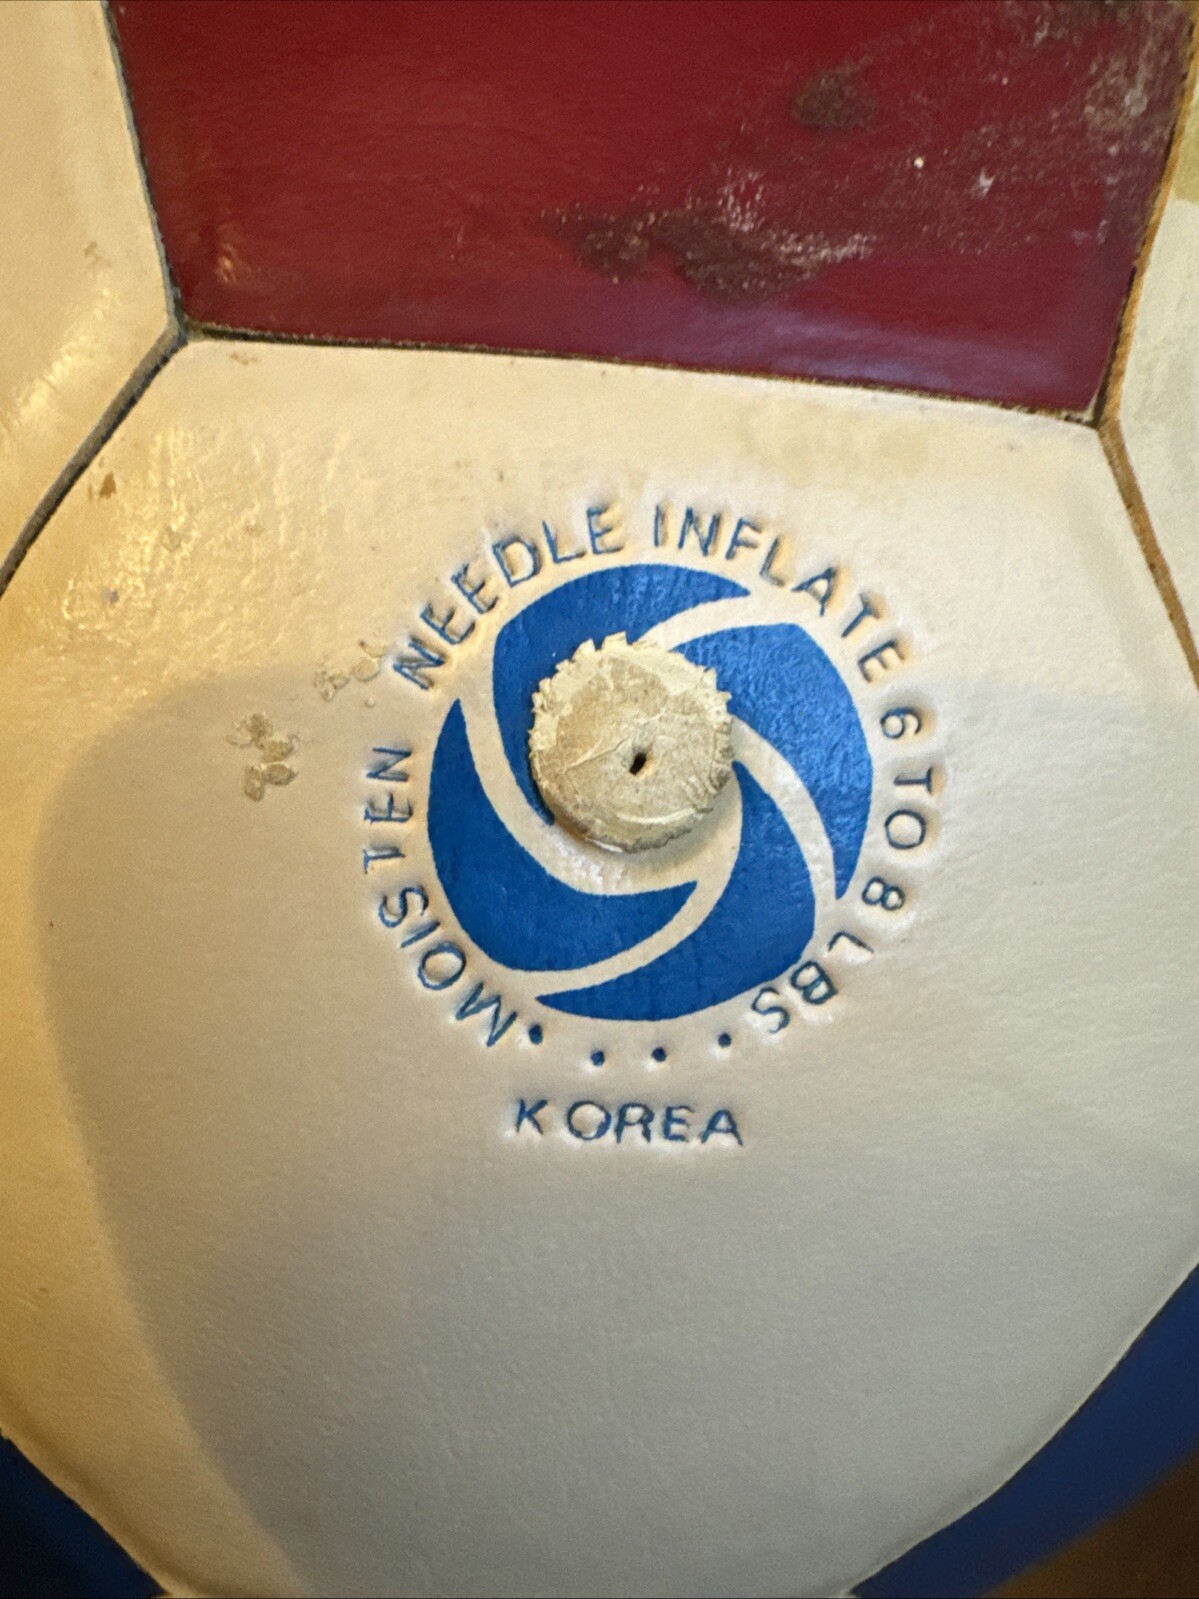 MOISTEN NEEDLE INFLATE 6 TO 8 LBS
KOREA